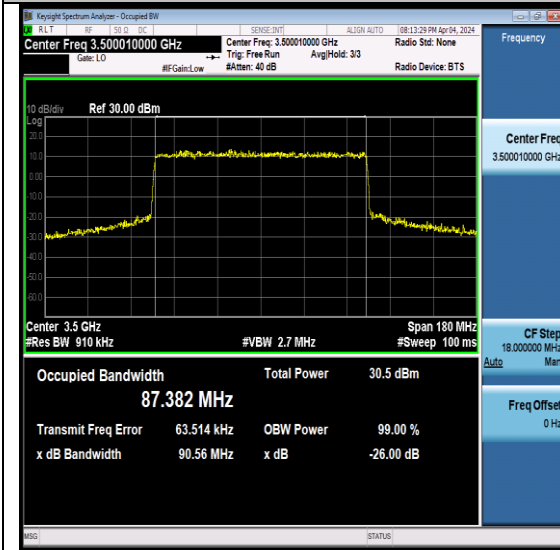 Keysight Spectrum Analyzer - Occupied BW
R L T RF 50 Ω DC SENSE:INT ALIGN AUTO 08:13:29 PM Apr 04, 2024
Center Freq 3.500010000 GHz Center Freq: 3.500010000 GHz Radio Std: None Frequency
Gate: LO Trig: Free Run Avg|Hold: 3/3
#IFGain:Low #Atten: 40 dB Radio Device: BTS
10 dB/div Ref 30.00 dBm
Log
20.0
10.0
0.00
-10.0
-20.0
-30.0
-40.0
-50.0
-60.0
Center Freq
3.500010000 GHz
Center 3.5 GHz Span 180 MHz
#Res BW 910 kHz #VBW 2.7 MHz #Sweep 100 ms
CF Step
18.000000 MHz
Auto Man
Occupied Bandwidth Total Power 30.5 dBm
87.382 MHz
Transmit Freq Error 63.514 kHz OBW Power 99.00 %
x dB Bandwidth 90.56 MHz x dB -26.00 dB
Freq Offset
0 Hz
MSG STATUS